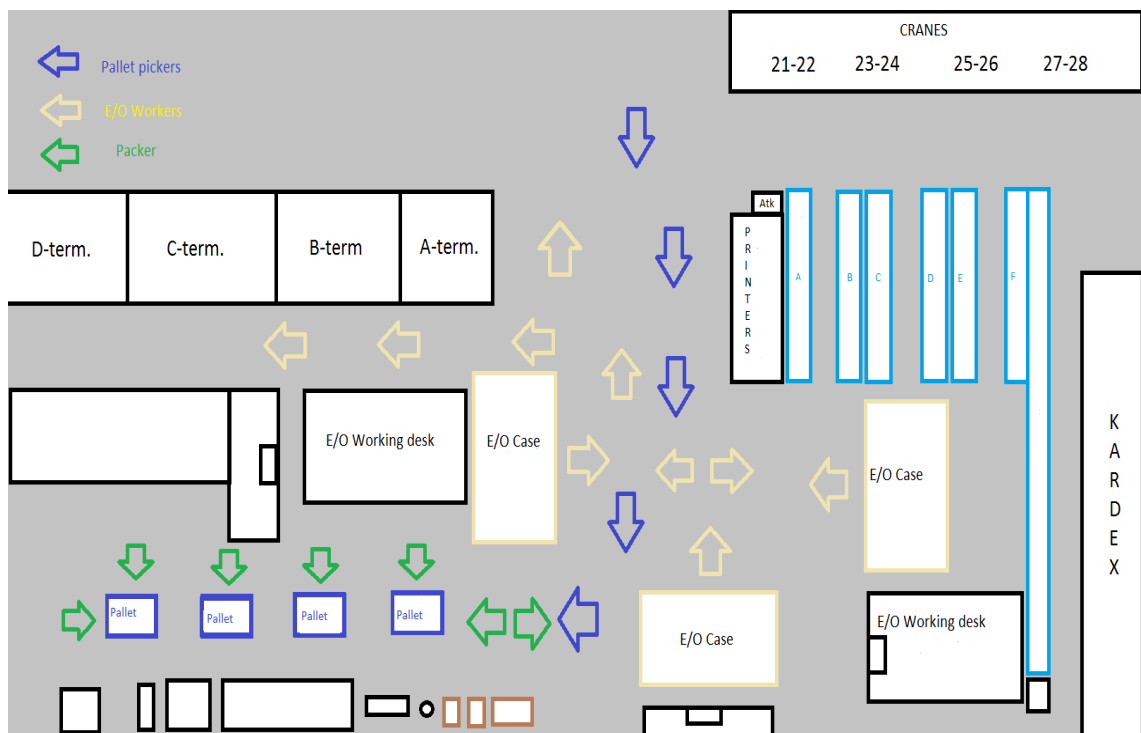 CRANES
21-22 23-24 25-26 27-28
Pallet pickers
E/O Workers
Packer
Atk
D-term. C-term. B-term A-term.
PRINTERS
A B C D E F
KARDEX
E/O Working desk
E/O Case
E/O Case
Pallet Pallet Pallet Pallet
E/O Case
E/O Working desk